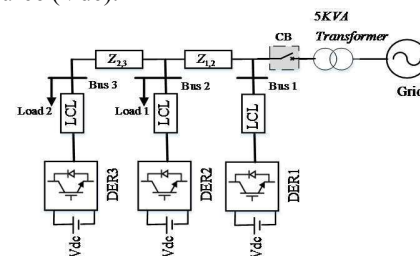 5KVA
Transformer
CB
Grid
Z2,3
Z1,2
Bus 3
Bus 2
Bus 1
Load 2
Load 1
LCL
LCL
LCL
DER3
DER2
DER1
Vdc
Vdc
Vdc